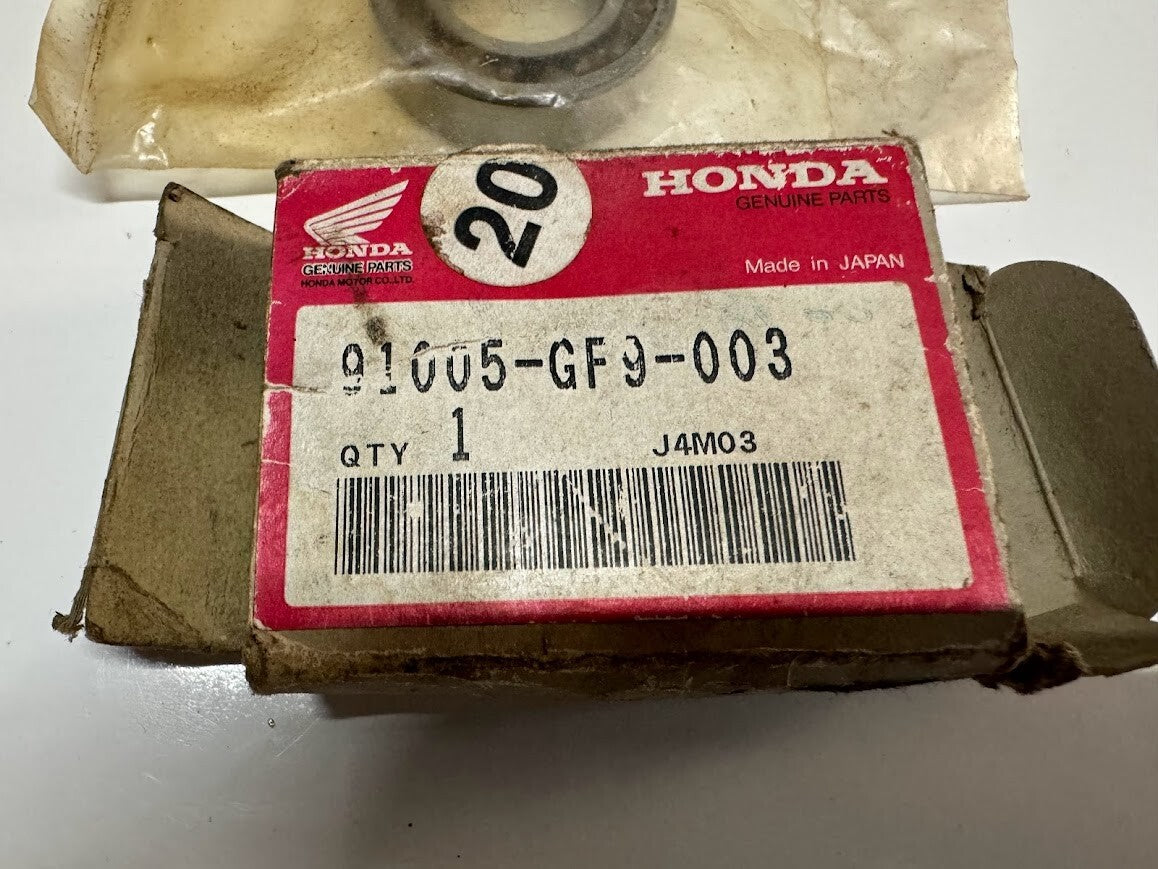 HONDA
GENUINE PARTS
HONDA MOTOR CO., LTD.
20
HONDA
GENUINE PARTS
Made in JAPAN
91005-GF9-003
QTY 1
J4M03